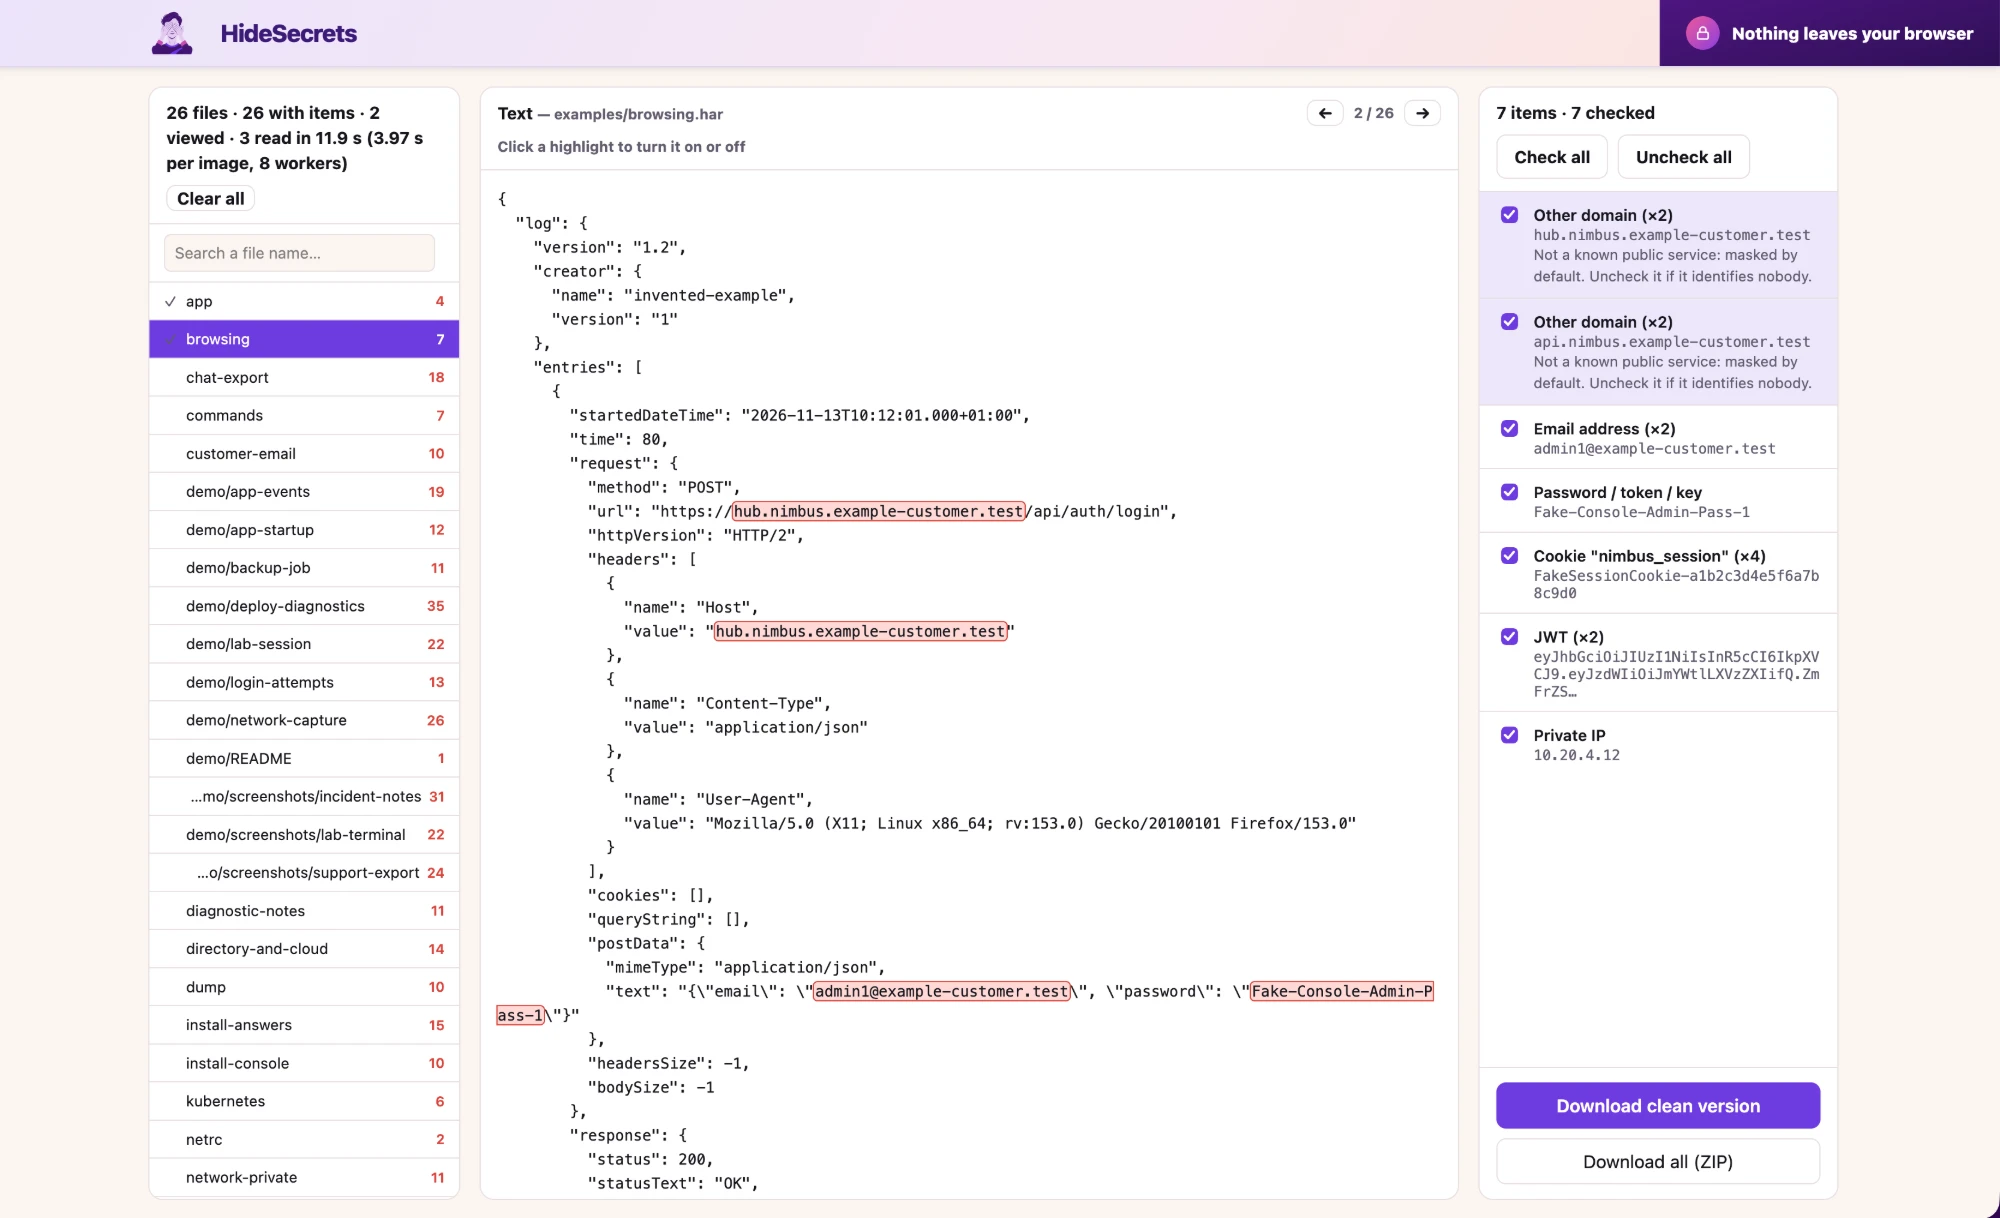 HideSecrets
Nothing leaves your browser
26 files · 26 with items · 2
viewed · 3 read in 11.9 s (3.97 s
per image, 8 workers)
Clear all
Search a file name...
✓ app 4
✓ browsing 7
chat-export 18
commands 7
customer-email 10
demo/app-events 19
demo/app-startup 12
demo/backup-job 11
demo/deploy-diagnostics 35
demo/lab-session 22
demo/login-attempts 13
demo/network-capture 26
demo/README 1
...mo/screenshots/incident-notes 31
demo/screenshots/lab-terminal 22
...o/screenshots/support-export 24
diagnostic-notes 11
directory-and-cloud 14
dump 10
install-answers 15
install-console 10
kubernetes 6
netrc 2
network-private 11
Text — examples/browsing.har
← 2 / 26 →
Click a highlight to turn it on or off
{
"log": {
"version": "1.2",
"creator": {
"name": "invented-example",
"version": "1"
},
"entries": [
{
"startedDateTime": "2026-11-13T10:12:01.000+01:00",
"time": 80,
"request": {
"method": "POST",
"url": "https://hub.nimbus.example-customer.test/api/auth/login",
"httpVersion": "HTTP/2",
"headers": [
{
"name": "Host",
"value": "hub.nimbus.example-customer.test"
},
{
"name": "Content-Type",
"value": "application/json"
},
{
"name": "User-Agent",
"value": "Mozilla/5.0 (X11; Linux x86_64; rv:153.0) Gecko/20100101 Firefox/153.0"
}
],
"cookies": [],
"queryString": [],
"postData": {
"mimeType": "application/json",
"text": "{\"email\": \"admin1@example-customer.test\", \"password\": \"Fake-Console-Admin-P
ass-1\"}"
},
"headersSize": -1,
"bodySize": -1
},
"response": {
"status": 200,
"statusText": "OK",
7 items · 7 checked
Check all
Uncheck all
Other domain (×2)
hub.nimbus.example-customer.test
Not a known public service: masked by
default. Uncheck it if it identifies nobody.
Other domain (×2)
api.nimbus.example-customer.test
Not a known public service: masked by
default. Uncheck it if it identifies nobody.
Email address (×2)
admin1@example-customer.test
Password / token / key
Fake-Console-Admin-Pass-1
Cookie "nimbus_session" (×4)
FakeSessionCookie-a1b2c3d4e5f6a7b
8c9d0
JWT (×2)
eyJhbGciOiJIUzI1NiIsInR5cCI6IkpXV
CJ9.eyJzdWIiOiJmYWtlLXVzZXIifQ.Zm
FrZS…
Private IP
10.20.4.12
Download clean version
Download all (ZIP)